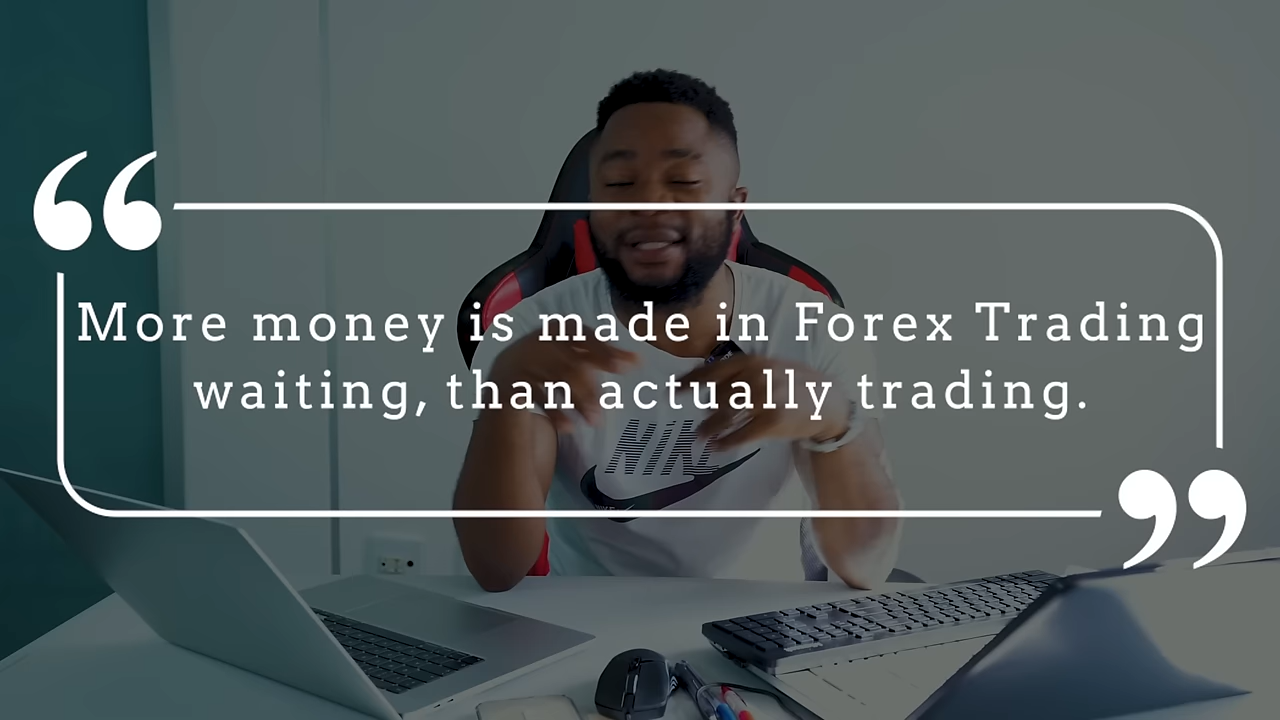 “
More money is made in Forex Trading
waiting, than actually trading.
”
NIKE